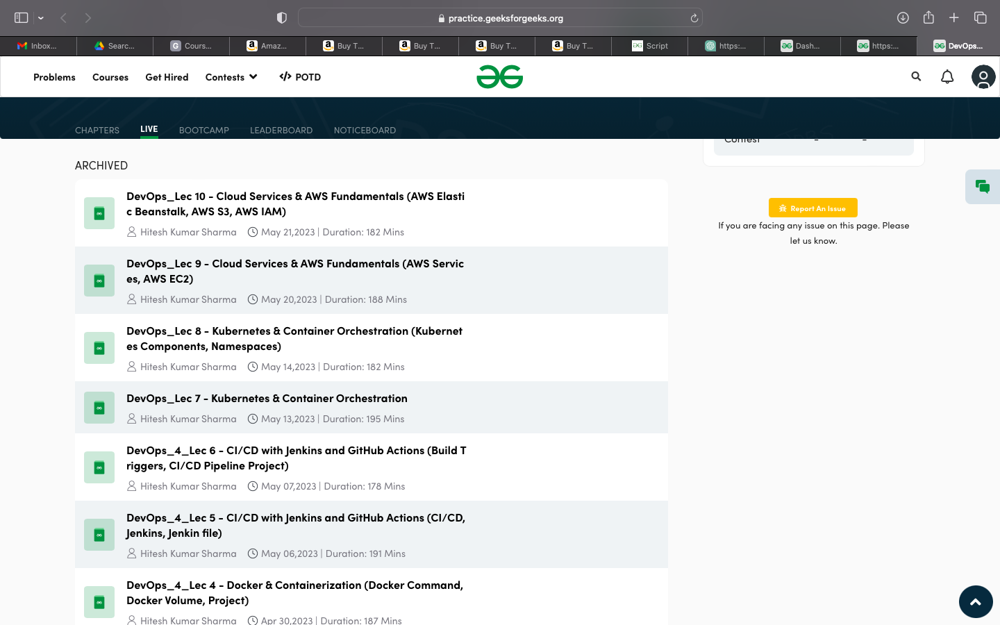 practice.geeksforgeeks.org
Inbox...
Searc...
G Cours...
a Amaz...
a Buy T...
a Buy T...
a Buy T...
a Buy T...
Script
https:...
Dash...
https:...
DevOps...
Problems Courses Get Hired Contests POTD
CHAPTERS LIVE BOOTCAMP LEADERBOARD NOTICEBOARD
Contest - -
ARCHIVED
DevOps_Lec 10 - Cloud Services & AWS Fundamentals (AWS Elasti
c Beanstalk, AWS S3, AWS IAM)
Hitesh Kumar Sharma May 21,2023 | Duration: 182 Mins
Report An Issue
If you are facing any issue on this page. Please
let us know.
DevOps_Lec 9 - Cloud Services & AWS Fundamentals (AWS Servic
es, AWS EC2)
Hitesh Kumar Sharma May 20,2023 | Duration: 188 Mins
DevOps_Lec 8 - Kubernetes & Container Orchestration (Kubernet
es Components, Namespaces)
Hitesh Kumar Sharma May 14,2023 | Duration: 182 Mins
DevOps_Lec 7 - Kubernetes & Container Orchestration
Hitesh Kumar Sharma May 13,2023 | Duration: 195 Mins
DevOps_4_Lec 6 - CI/CD with Jenkins and GitHub Actions (Build T
riggers, CI/CD Pipeline Project)
Hitesh Kumar Sharma May 07,2023 | Duration: 178 Mins
DevOps_4_Lec 5 - CI/CD with Jenkins and GitHub Actions (CI/CD,
Jenkins, Jenkin file)
Hitesh Kumar Sharma May 06,2023 | Duration: 191 Mins
DevOps_4_Lec 4 - Docker & Containerization (Docker Command,
Docker Volume, Project)
Hitesh Kumar Sharma Apr 30,2023 | Duration: 187 Mins